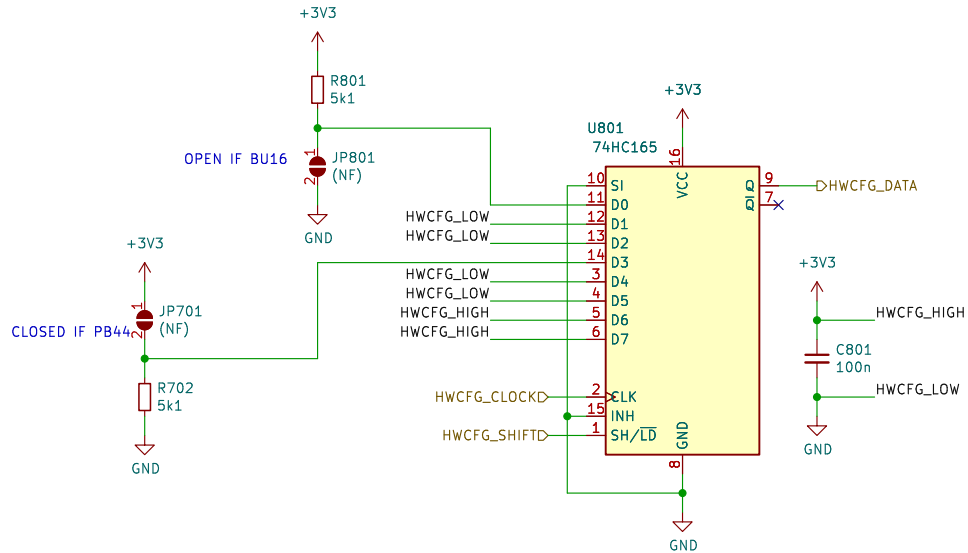 +3V3
R801
5k1
OPEN IF BU16
1
2
JP801
(NF)
GND
+3V3
1
2
JP701
(NF)
CLOSED IF PB44
R702
5k1
GND
+3V3
U801
74HC165
16
VCC
10 SI
11 D0
HWCFG_LOW 12 D1
HWCFG_LOW 13 D2
14 D3
HWCFG_LOW 3 D4
HWCFG_LOW 4 D5
HWCFG_HIGH 5 D6
HWCFG_HIGH 6 D7
HWCFG_CLOCK 2 CLK
15 INH
HWCFG_SHIFT 1 SH/LD
Q 9 HWCFG_DATA
Q 7
GND
8
GND
+3V3
HWCFG_HIGH
C801
100n
HWCFG_LOW
GND